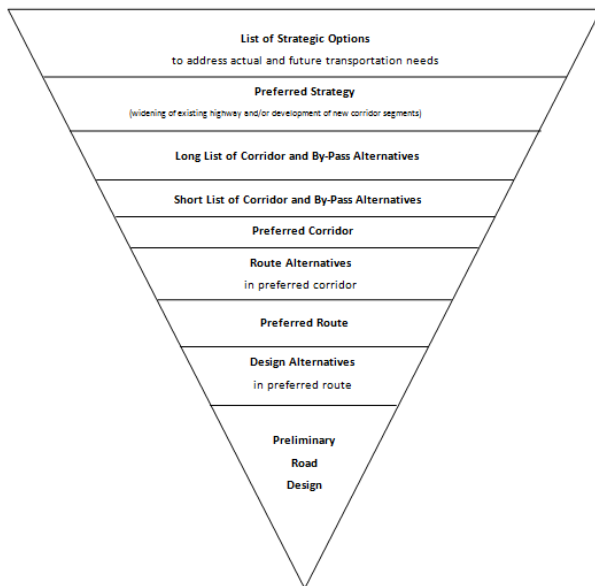 List of Strategic Options
to address actual and future transportation needs
Preferred Strategy
(widening of existing highway and/or development of new corridor segments)
Long List of Corridor and By-Pass Alternatives
Short List of Corridor and By-Pass Alternatives
Preferred Corridor
Route Alternatives
in preferred corridor
Preferred Route
Design Alternatives
in preferred route
Preliminary
Road
Design